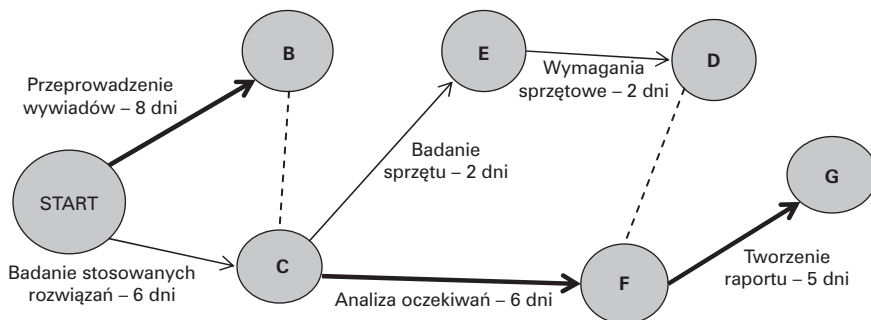 B
E
D
Przeprowadzenie
wywiadów – 8 dni
Wymagania
sprzętowe – 2 dni
Badanie
sprzętu – 2 dni
START
G
Badanie stosowanych
rozwiązań – 6 dni
C
Analiza oczekiwań – 6 dni
F
Tworzenie
raportu – 5 dni